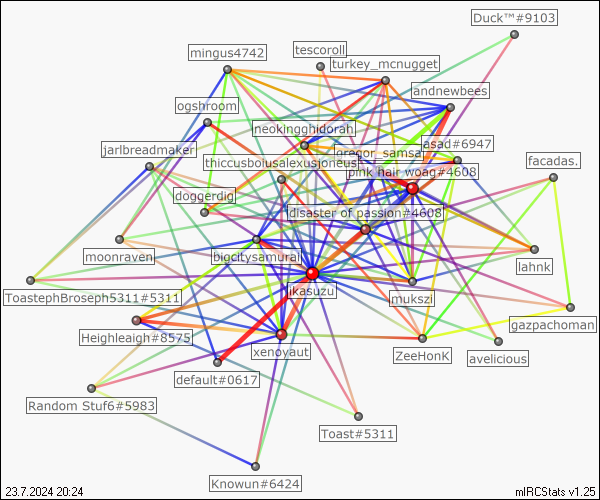 Duck™#9103
mingus4742
tescoroll
turkey_mcnugget
andnewbees
ogshroom
neokingghidorah
asad#6947
jarlbreadmaker
gregor_samsa
thiccusbolusalexusjoneus
facadas.
pink hair woag#4608
doggerdig
disaster of passion#4608
moonraven
bigcitysamurai
lahnk
ikasuzu
ToastephBroseph5311#5311
mukszi
gazpachoman
Heighleigh#8575
xenoyaut
ZeeHonK
avelicious
default#0617
Random Stuf6#5983
Toast#5311
Knowun#6424
23.7.2024 20:24
mIRCStats v1.25